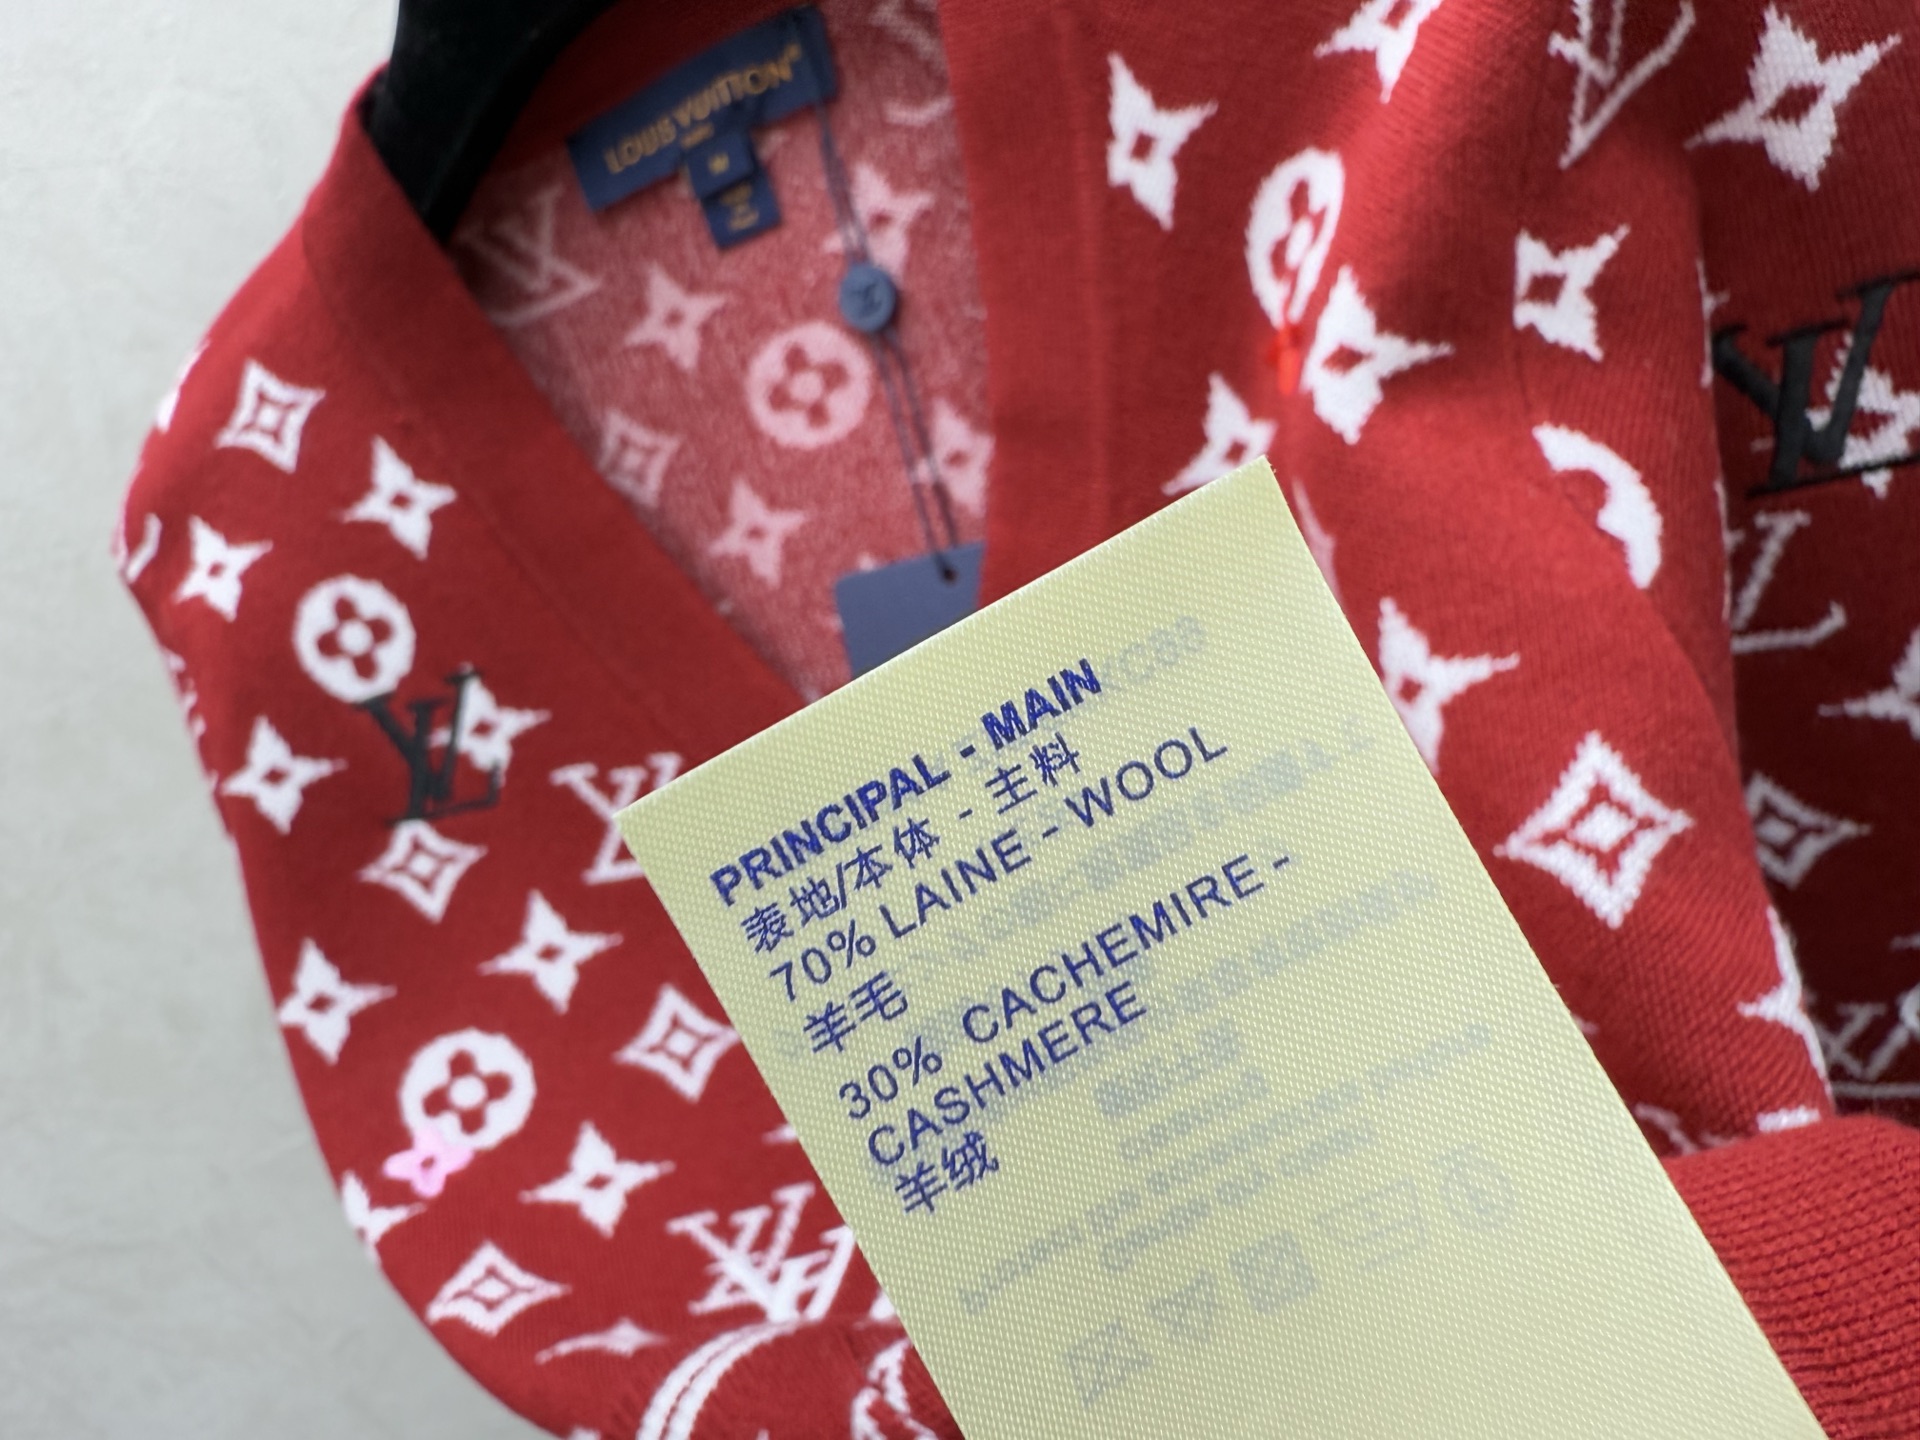 LOUIS VUITTON
PRINCIPAL - MAIN
表地/本体 - 主料
70% LAINE - WOOL
羊毛
30% CACHEMIRE -
CASHMERE
羊绒